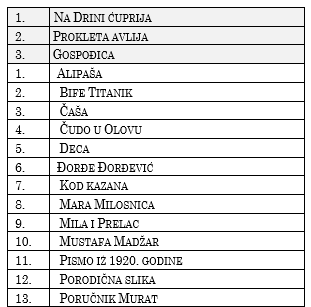 1. Na Drini ćuprija
2. Prokleta avlija
3. Gospođica
1. Alipaša
2. Bife Titanik
3. Čaša
4. Čudo u Olovu
5. Deca
6. Đorđe Đorđević
7. Kod kazana
8. Mara Milosnica
9. Mila i Prelac
10. Mustafa Madžar
11. Pismo iz 1920. godine
12. Porodična slika
13. Poručnik Murat